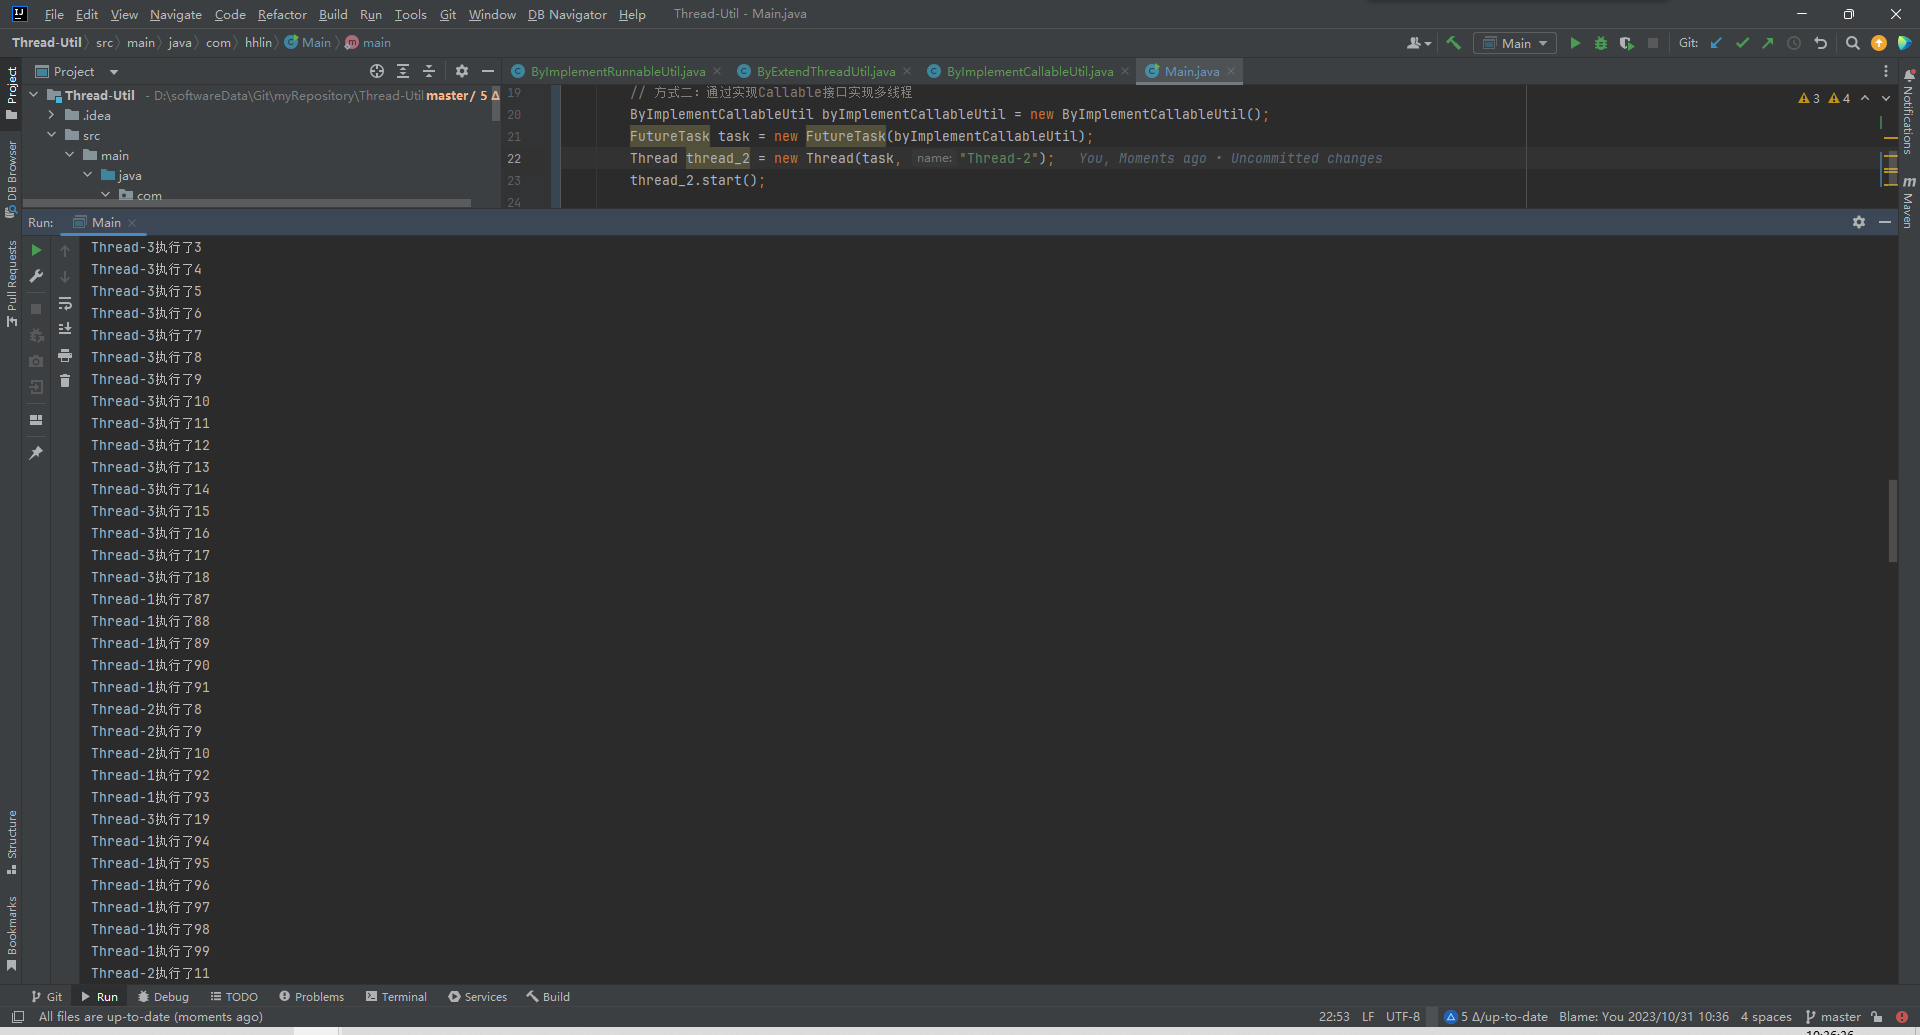 File Edit View Navigate Code Refactor Build Run Tools Git Window DB Navigator Help Thread-Util - Main.java
Thread-Util src main java com hhlin Main main
Main Git:
Project
ByImplementRunnableUtil.java ByExtendThreadUtil.java ByImplementCallableUtil.java Main.java
Thread-Util - D:\softwareData\Git\myRepository\Thread-Util master / 5 Δ
.idea
src
main
java
com
19 // 方式二：通过实现Callable接口实现多线程
20 ByImplementCallableUtil byImplementCallableUtil = new ByImplementCallableUtil();
21 FutureTask task = new FutureTask(byImplementCallableUtil);
22 Thread thread_2 = new Thread(task, name: "Thread-2"); You, Moments ago • Uncommitted changes
23 thread_2.start();
24
3 4
Run: Main
Thread-3执行了3
Thread-3执行了4
Thread-3执行了5
Thread-3执行了6
Thread-3执行了7
Thread-3执行了8
Thread-3执行了9
Thread-3执行了10
Thread-3执行了11
Thread-3执行了12
Thread-3执行了13
Thread-3执行了14
Thread-3执行了15
Thread-3执行了16
Thread-3执行了17
Thread-3执行了18
Thread-1执行了87
Thread-1执行了88
Thread-1执行了89
Thread-1执行了90
Thread-1执行了91
Thread-2执行了8
Thread-2执行了9
Thread-2执行了10
Thread-1执行了92
Thread-1执行了93
Thread-3执行了19
Thread-1执行了94
Thread-1执行了95
Thread-1执行了96
Thread-1执行了97
Thread-1执行了98
Thread-1执行了99
Thread-2执行了11
Project
DB Browser
Pull Requests
Structure
Bookmarks
Notifications
Maven
Git Run Debug TODO Problems Terminal Services Build
All files are up-to-date (moments ago)
22:53 LF UTF-8 5 Δ/up-to-date Blame: You 2023/10/31 10:36 4 spaces master